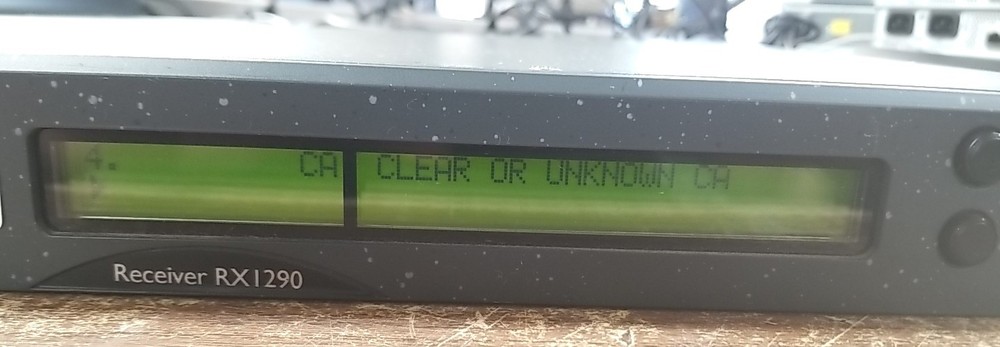 4. CA CLEAR OR UNKNOWN CA
Receiver RX1290